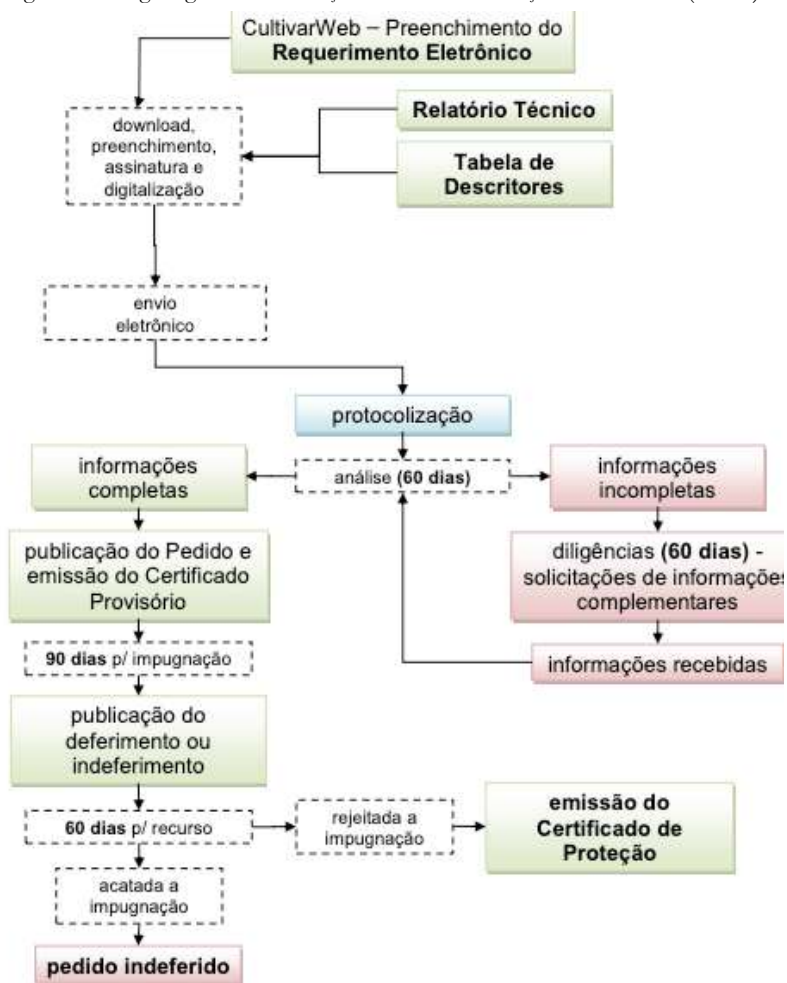 CultivarWeb – Preenchimento do
Requerimento Eletrônico
Relatório Técnico
download,
preenchimento,
assinatura e
digitalização
Tabela de
Descritores
envio
eletrônico
protocolização
informações
completas
análise (60 dias)
informações
incompletas
publicação do Pedido e
emissão do Certificado
Provisório
diligências (60 dias) -
solicitações de informações
complementares
90 dias p/ impugnação
informações recebidas
publicação do
deferimento ou
indeferimento
60 dias p/ recurso
rejeitada a
impugnação
emissão do
Certificado de
Proteção
acatada a
impugnação
pedido indeferido